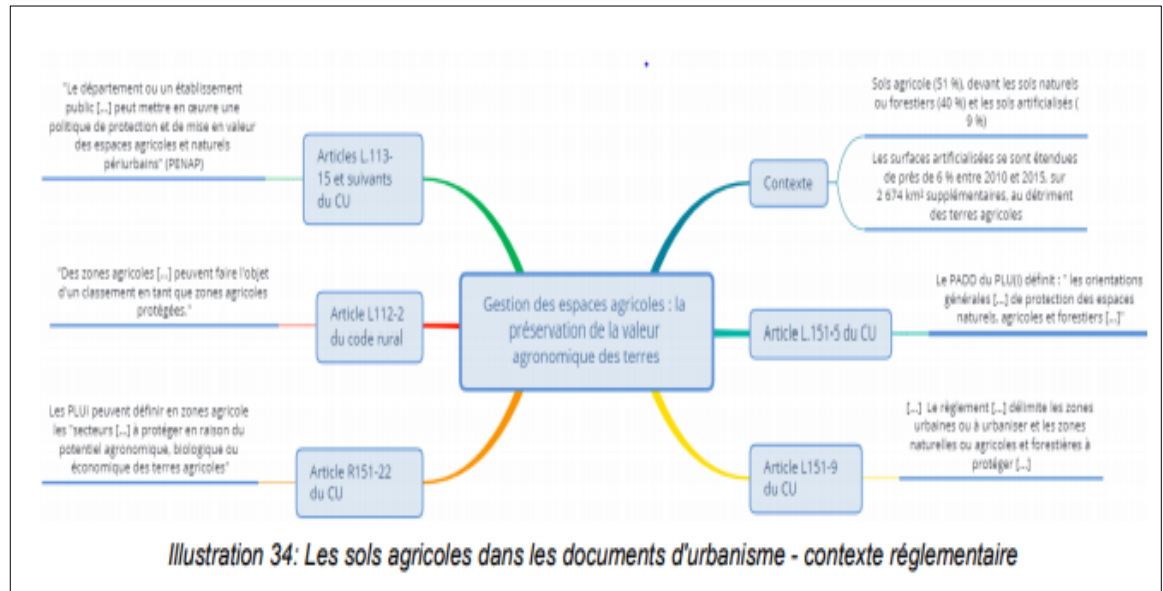 "Le département ou un établissement
public [...] peut mettre en œuvre une
politique de protection et de mise en valeur
des espaces agricoles et naturels
périurbains" (PENAP)
Articles L.113-
15 et suivants
du CU
"Des zones agricoles [...] peuvent faire l'objet
d'un classement en tant que zones agricoles
protégées."
Article L112-2
du code rural
Les PLUi peuvent définir en zones agricole
les "secteurs [...] à protéger en raison du
potentiel agronomique, biologique ou
économique des terres agricoles"
Article R151-22
du CU
Gestion des espaces agricoles : la
préservation de la valeur
agronomique des terres
Contexte
Sols agricole (51 %), devant les sols naturels
ou forestiers (40 %) et les sols artificialisés (
9 %)
Les surfaces artificialisées se sont étendues
de près de 6 % entre 2010 et 2015, sur
2 674 km² supplémentaires, au détriment
des terres agricoles
Article L.151-5 du CU
Le PADD du PLU(i) définit : " les orientations
générales [...] de protection des espaces
naturels, agricoles et forestiers [...]"
Article L151-9
du CU
[...] Le règlement [...] délimite les zones
urbaines ou à urbaniser et les zones
naturelles ou agricoles et forestières à
protéger [...]
Illustration 34: Les sols agricoles dans les documents d'urbanisme - contexte réglementaire